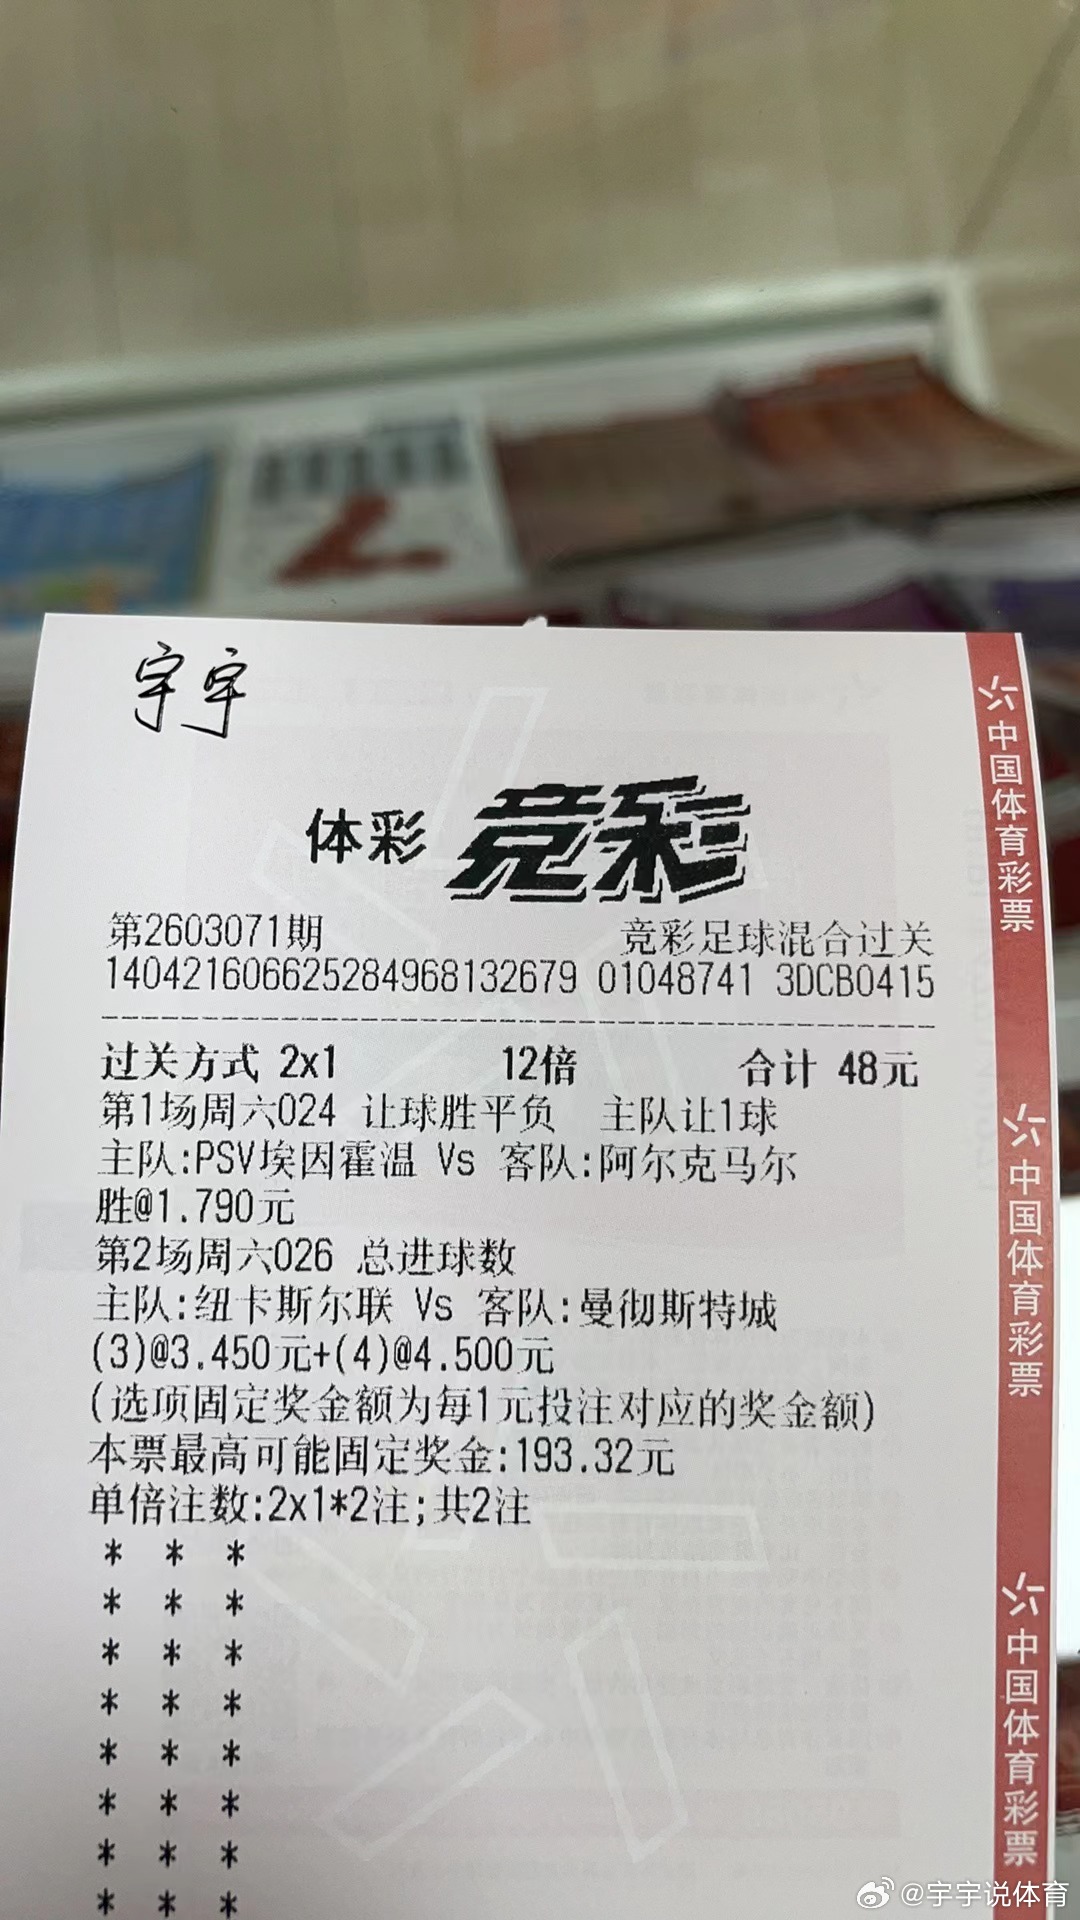 宇宇
体彩 竞彩
第2603071期 竞彩足球混合过关
140421606625284968132679 01048741 3DCB0415
过关方式 2x1 12倍 合计 48元
第1场周六024 让球胜平负 主队让1球
主队:PSV埃因霍温 Vs 客队:阿尔克马尔
胜@1.790元
第2场周六026 总进球数
主队:纽卡斯尔联 Vs 客队:曼彻斯特城
(3)@3.450元+(4)@4.500元
(选项固定奖金额为每1元投注对应的奖金额)
本票最高可能固定奖金:193.32元
单倍注数:2x1*2注;共2注
* * *
* * *
* * *
* * *
* * *
* * *
* * *
* * *
中国体育彩票
中国体育彩票
中国体育彩票
@宇宇说体育